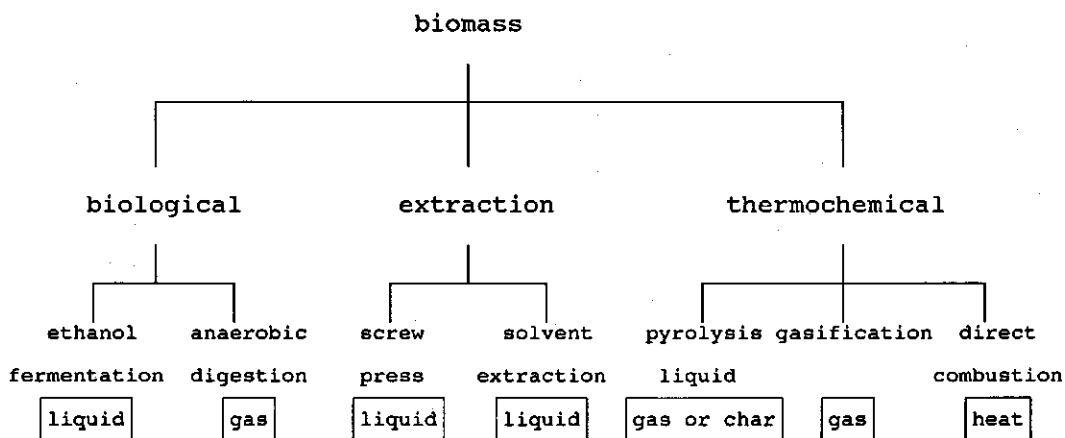 biomass
biological extraction thermochemical
ethanol anaerobic screw solvent pyrolysis gasification direct
fermentation digestion press extraction liquid combustion
liquid gas liquid liquid gas or char gas heat